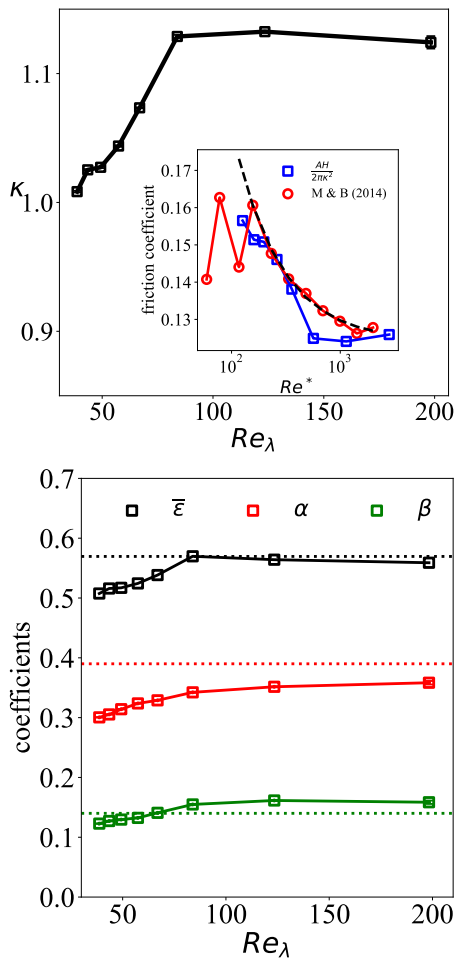 1.1
κ
1.0
0.9
50
100
150
200
Re_λ
0.17
0.16
0.15
0.14
0.13
friction coefficient
AH/2πκ²
M & B (2014)
10²
10³
Re*
0.7
0.6
0.5
0.4
0.3
0.2
0.1
0.0
coefficients
ε̅ α β
50
100
150
200
Re_λ